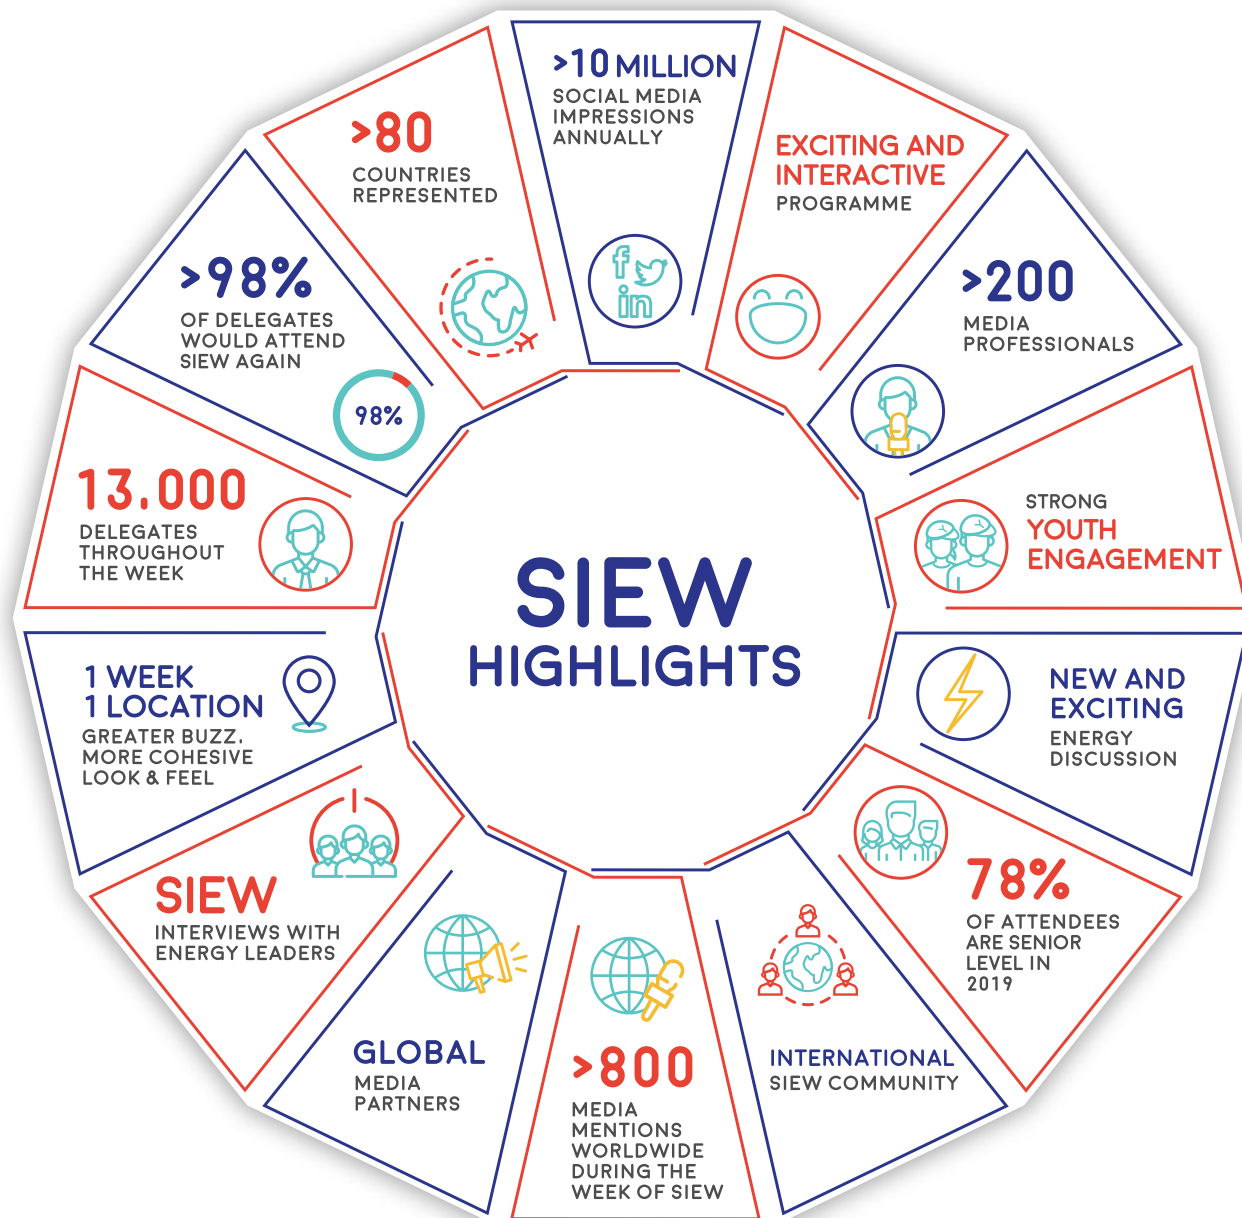 SIEW
HIGHLIGHTS
>10 MILLION
SOCIAL MEDIA
IMPRESSIONS
ANNUALLY
EXCITING AND
INTERACTIVE
PROGRAMME
>200
MEDIA
PROFESSIONALS
STRONG
YOUTH
ENGAGEMENT
NEW AND
EXCITING
ENERGY
DISCUSSION
78%
OF ATTENDEES
ARE SENIOR
LEVEL IN
2019
INTERNATIONAL
SIEW COMMUNITY
>800
MEDIA
MENTIONS
WORLDWIDE
DURING THE
WEEK OF SIEW
GLOBAL
MEDIA
PARTNERS
SIEW
INTERVIEWS WITH
ENERGY LEADERS
1 WEEK
1 LOCATION
GREATER BUZZ.
MORE COHESIVE
LOOK & FEEL
13.000
DELEGATES
THROUGHOUT
THE WEEK
>98%
OF DELEGATES
WOULD ATTEND
SIEW AGAIN
98%
>80
COUNTRIES
REPRESENTED
f
in